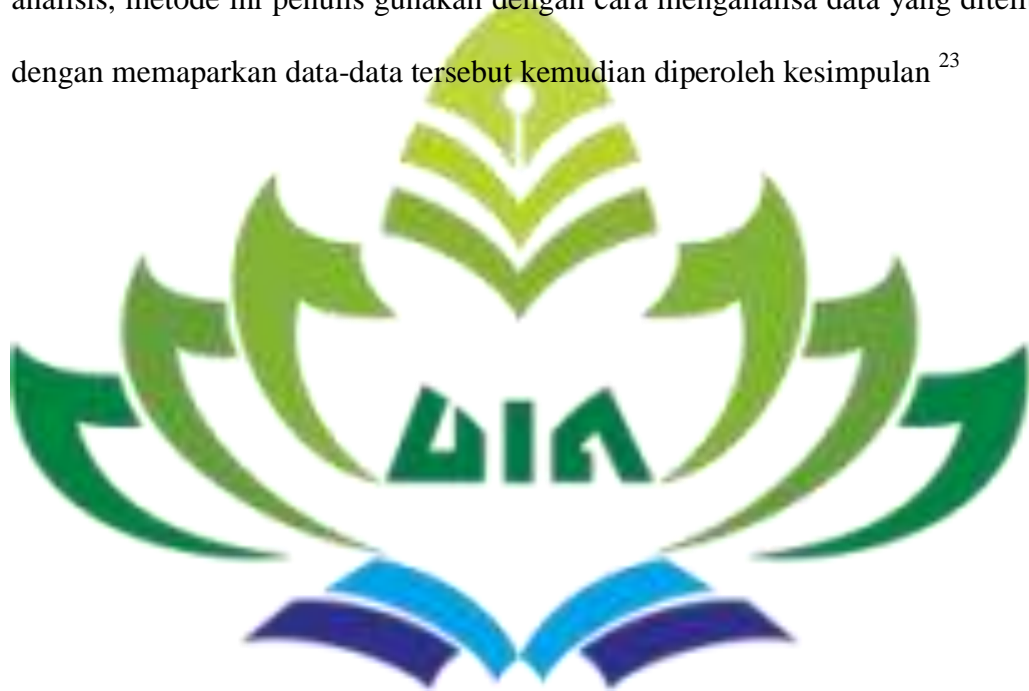 analisis, metode ini penulis gunakan dengan cara menganalisa data yang
dengan memaparkan data-data tersebut kemudian diperoleh kesimpulan 23
UIN